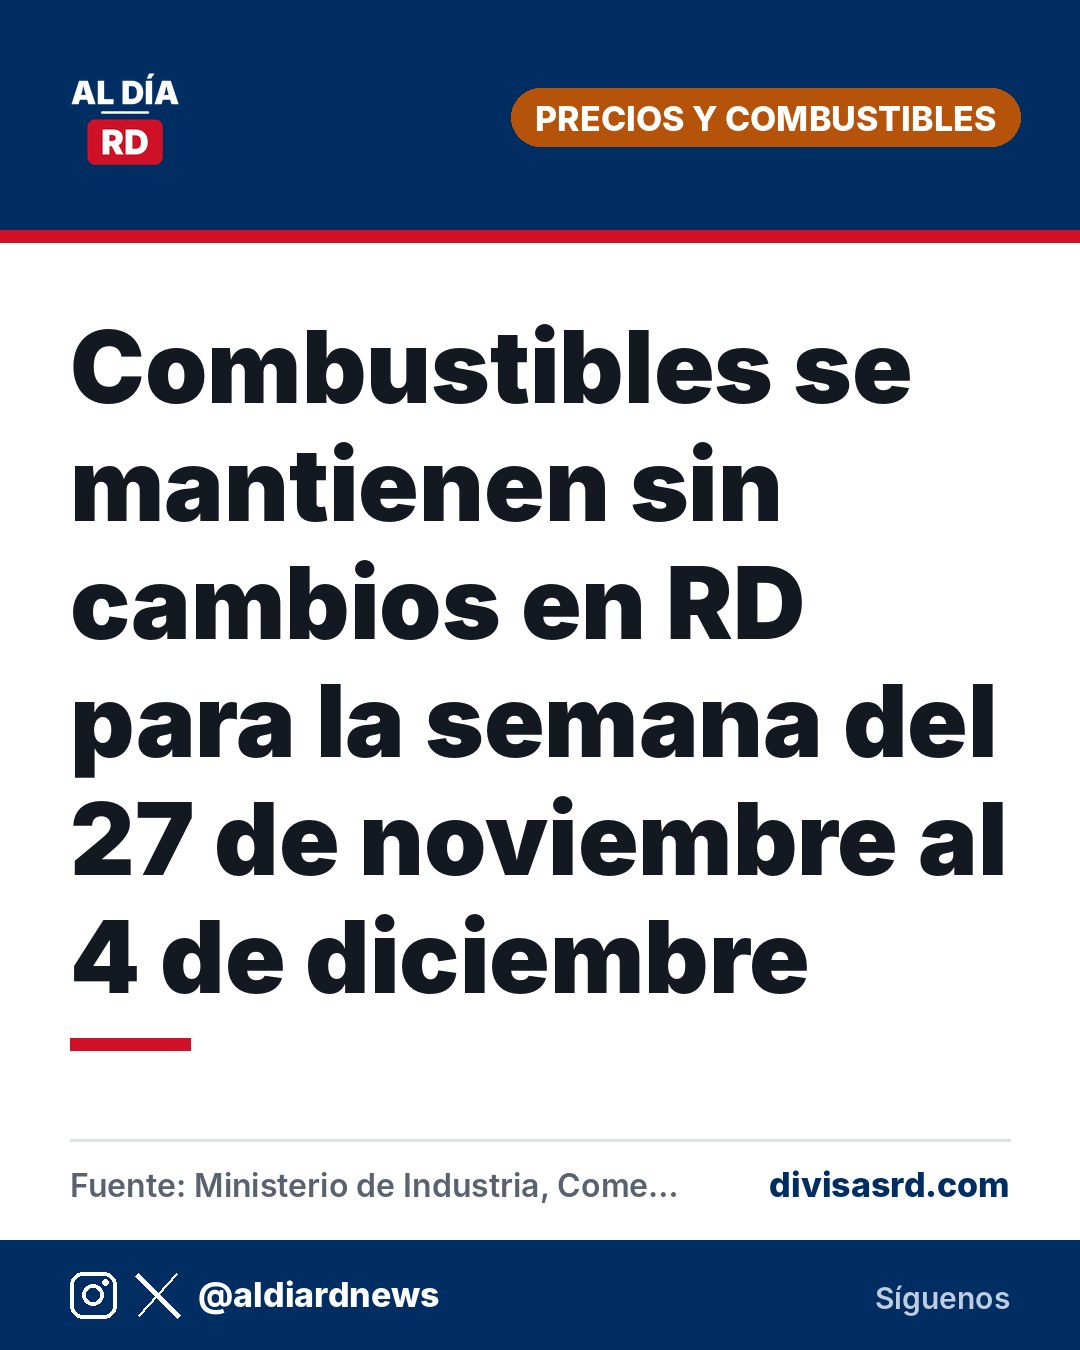 AL DÍA
RD
PRECIOS Y COMBUSTIBLES
Combustibles se
mantienen sin
cambios en RD
para la semana del
27 de noviembre al
4 de diciembre
Fuente: Ministerio de Industria, Come...
divisasrd.com
@aldiardnews
Síguenos